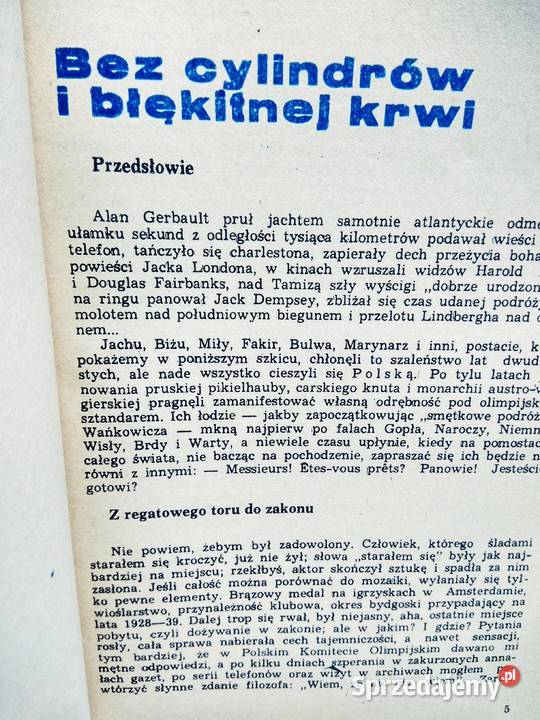 Bez cylindrów
i błękitnej krwi
Przedsłowie
Alan Gerbault pruł jachtem samotnie atlantyckie odmę
ułamku sekund z odległości tysiąca kilometrów podawał wieści
telefon, tańczyło się charlestona, zapierały dech przeżycia boha
powieści Jacka Londona, w kinach wzruszali widzów Harold
i Douglas Fairbanks, nad Tamizą szły wyścigi „dobrze urodzon
na ringu panował Jack Dempsey, zbliżał się czas udanej podróży
molotem nad południowym biegunem i przelotu Lindbergha nad o
nem...
Jachu, Biżu, Miły, Fakir, Bulwa, Marynarz i inni, postacie, k
pokażemy w poniższym szkicu, chłonęli to szaleństwo lat dwud
stych, ale nade wszystko cieszyli się Polską. Po tylu latach
nowania pruskiej pikielhauby, carskiego knuta i monarchii austro-w
gierskiej pragnęli zamanifestować własną odrębność pod olimpijsk
sztandarem. Ich łodzie — jakby zapoczątkowując „smętkowe podróż
Wańkowicza — mkną najpierw po falach Gopła, Naroczy, Niemn
Wisły, Brdy i Warty, a niewiele czasu upłynie, kiedy na pomostac
całego świata, nie bacząc na pochodzenie, zapraszać się ich będzie n
równi z innymi: — Messieurs! Êtes-vous prêts? Panowie! Jesteści
gotowi?
Z regatowego toru do zakonu
Nie powiem, żebym był zadowolony. Człowiek, którego śladami
starałem się kroczyć, już nie żył; słowa „starałem się” były jak naj-
bardziej na miejscu; rzekłbyś, aktor skończył sztukę i spadła za nim
zasłona. Jeśli całość można porównać do mozaiki, wyłaniały się tyl-
ko pewne elementy. Brązowy medal na igrzyskach w Amsterdamie,
wioślarstwo, przynależność klubowa, okres bydgoski przypadający na
lata 1928—39. Dalej trop się rwał, był niejasny, aha, ostatnie miejsce
pobytu, czyli dożywanie w zakonie; ale w jakim? I gdzie? Pytania
rosły, cała sprawa nabierała cech tajemniczości, a nawet sensacji,
tym bardziej, że w Polskim Komitecie Olimpijskim dawano mi
mętne odpowiedzi, a po kilku dniach szperania w zakurzonych anna-
łach gazet, po serii telefonów oraz wizyt w archiwach mogłem
wtórzyć słynne zdanie filozofa: „Wiem,
5
Sprzedajemy.pl